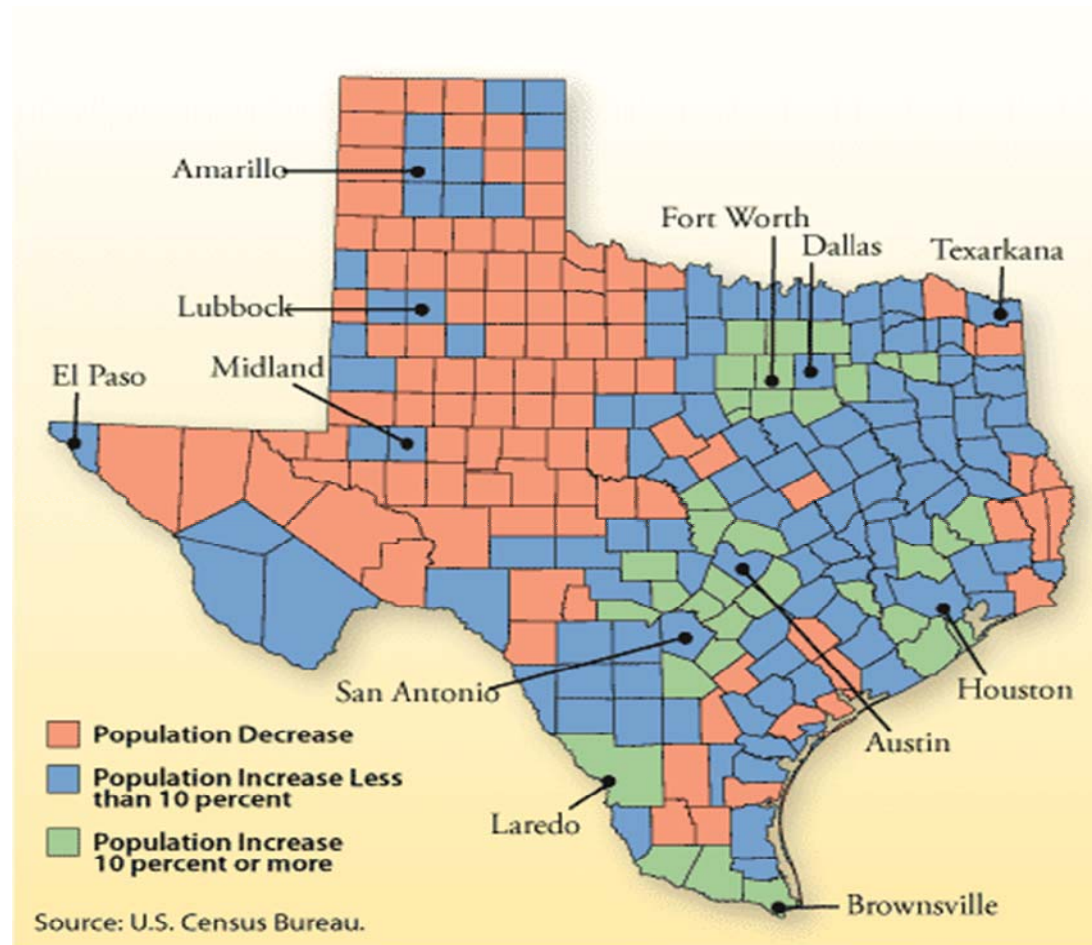 Fort Worth
Dallas
Texarkana
Amarillo
Lubbock
Midland
El Paso
San Antonio
Houston
Austin
Laredo
Brownsville
Population Decrease
Population Increase Less
than 10 percent
Population Increase
10 percent or more
Source: U.S. Census Bureau.